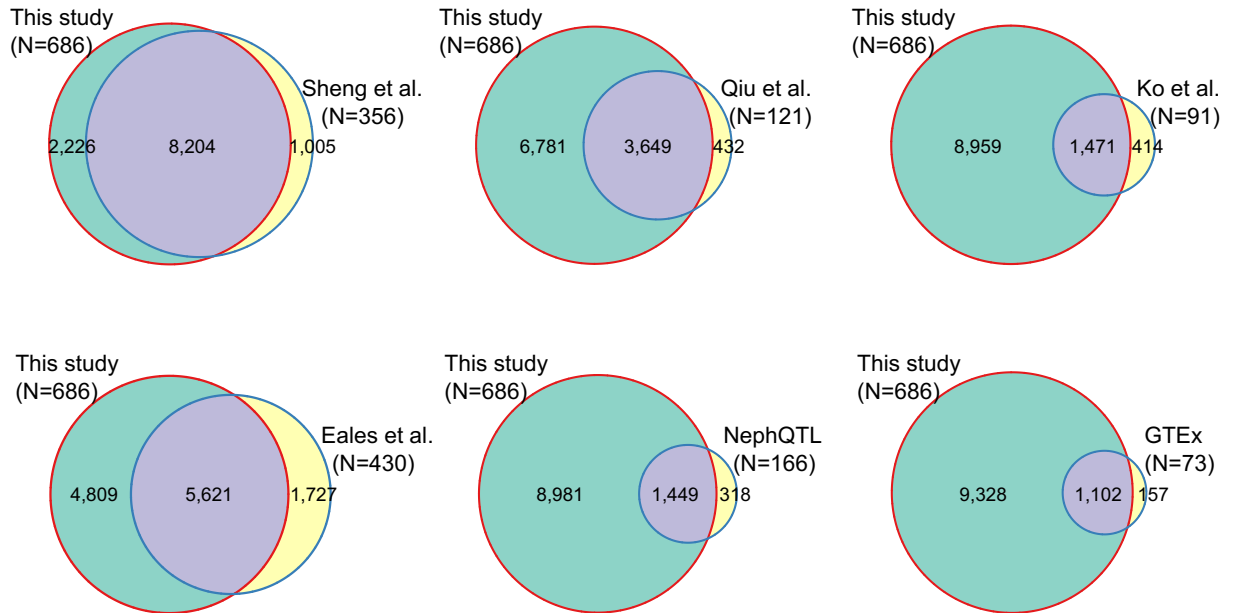 This study
(N=686)
Sheng et al.
(N=356)
2,226
8,204
1,005
This study
(N=686)
Qiu et al.
(N=121)
6,781
3,649
432
This study
(N=686)
Ko et al.
(N=91)
8,959
1,471
414
This study
(N=686)
Eales et al.
(N=430)
4,809
5,621
1,727
This study
(N=686)
NephQTL
(N=166)
8,981
1,449
318
This study
(N=686)
GTEx
(N=73)
9,328
1,102
157